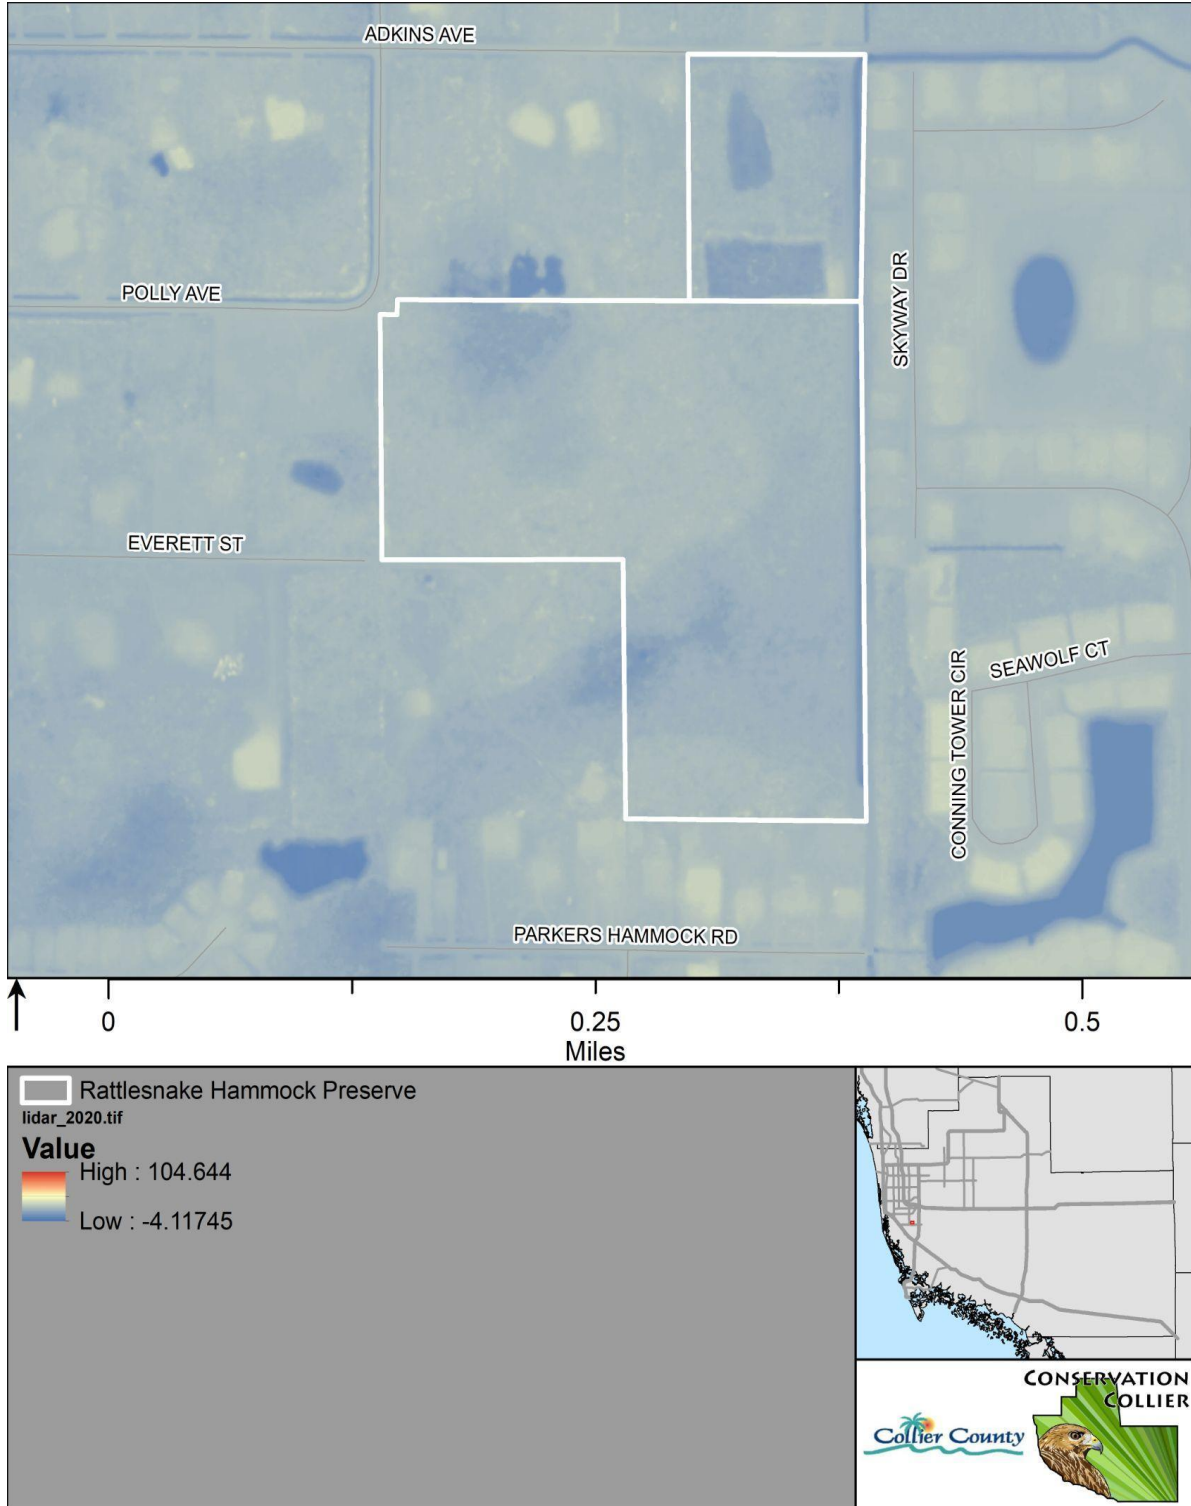 ADKINS AVE
POLLY AVE
SKYWAY DR
EVERETT ST
SEAWOLF CT
CONNING TOWER CIR
PARKERS HAMMOCK RD
0
0.25
0.5
Miles
Rattlesnake Hammock Preserve
lidar_2020.tif
Value
High : 104.644
Low : -4.11745
CONSERVATION
COLLIER
Collier County